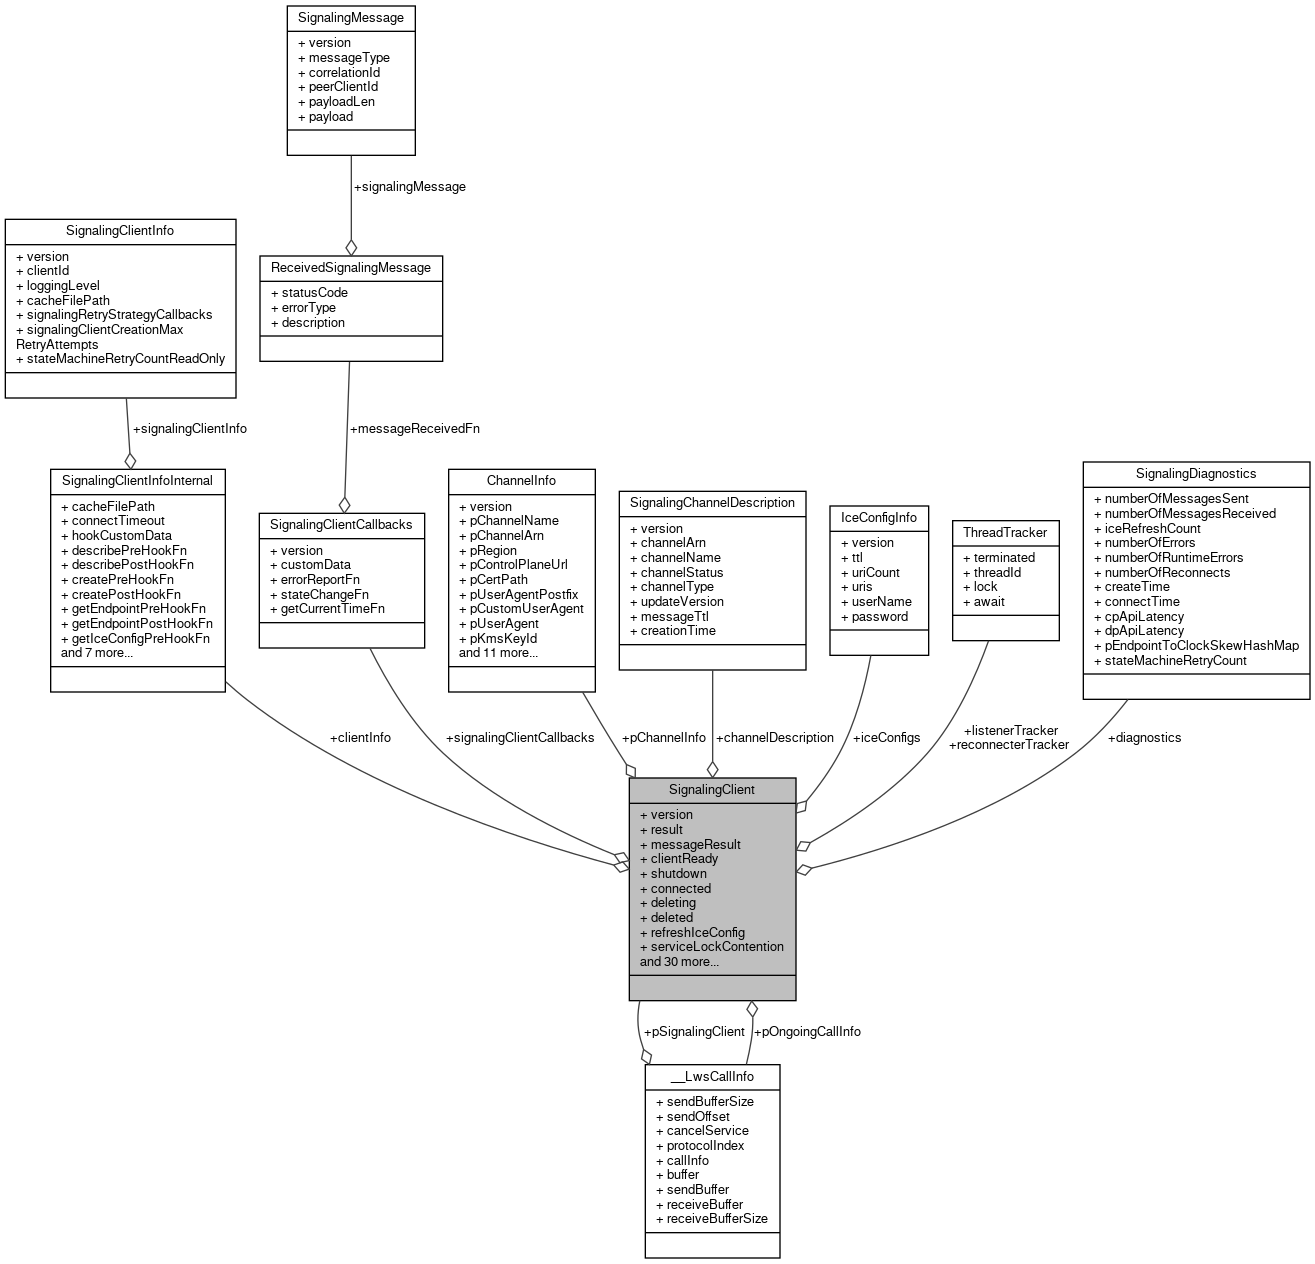 SignalingMessage
+ version
+ messageType
+ correlationId
+ peerClientId
+ payloadLen
+ payload
+signalingMessage
SignalingClientInfo
+ version
+ clientId
+ loggingLevel
+ cacheFilePath
+ signalingRetryStrategyCallbacks
+ signalingClientCreationMax
RetryAttempts
+ stateMachineRetryCountReadOnly
ReceivedSignalingMessage
+ statusCode
+ errorType
+ description
+signalingClientInfo
+messageReceivedFn
SignalingClientInfoInternal
+ cacheFilePath
+ connectTimeout
+ hookCustomData
+ describePreHookFn
+ describePostHookFn
+ createPreHookFn
+ createPostHookFn
+ getEndpointPreHookFn
+ getEndpointPostHookFn
+ getIceConfigPreHookFn
and 7 more...
SignalingClientCallbacks
+ version
+ customData
+ errorReportFn
+ stateChangeFn
+ getCurrentTimeFn
ChannelInfo
+ version
+ pChannelName
+ pChannelArn
+ pRegion
+ pControlPlaneUrl
+ pCertPath
+ pUserAgentPostfix
+ pCustomUserAgent
+ pUserAgent
+ pKmsKeyId
and 11 more...
SignalingChannelDescription
+ version
+ channelArn
+ channelName
+ channelStatus
+ channelType
+ updateVersion
+ messageTtl
+ creationTime
IceConfigInfo
+ version
+ ttl
+ uriCount
+ uris
+ userName
+ password
ThreadTracker
+ terminated
+ threadId
+ lock
+ await
SignalingDiagnostics
+ numberOfMessagesSent
+ numberOfMessagesReceived
+ iceRefreshCount
+ numberOfErrors
+ numberOfRuntimeErrors
+ numberOfReconnects
+ createTime
+ connectTime
+ cpApiLatency
+ dpApiLatency
+ pEndpointToClockSkewHashMap
+ stateMachineRetryCount
+clientInfo
+signalingClientCallbacks
+pChannelInfo
+channelDescription
+iceConfigs
+listenerTracker
+reconnecterTracker
+diagnostics
SignalingClient
+ version
+ result
+ messageResult
+ clientReady
+ shutdown
+ connected
+ deleting
+ deleted
+ refreshIceConfig
+ serviceLockContention
and 30 more...
+pSignalingClient
+pOngoingCallInfo
__LwsCallInfo
+ sendBufferSize
+ sendOffset
+ cancelService
+ protocolIndex
+ callInfo
+ buffer
+ sendBuffer
+ receiveBuffer
+ receiveBufferSize